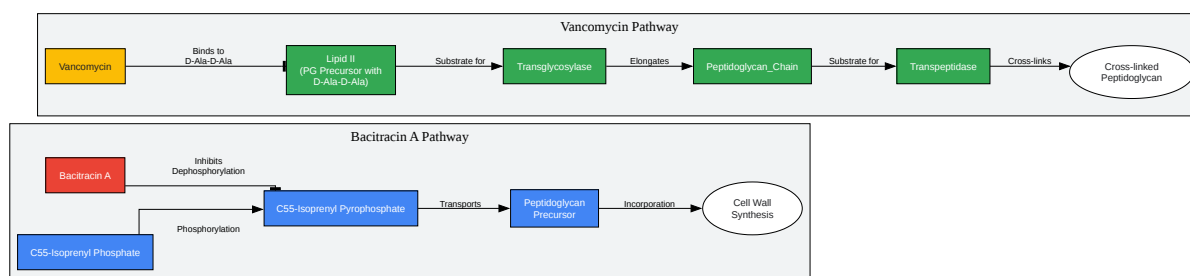 Vancomycin Pathway
Vancomycin
Binds to
D-Ala-D-Ala
Lipid II
(PG Precursor with
D-Ala-D-Ala)
Substrate for
Transglycosylase
Elongates
Peptidoglycan_Chain
Substrate for
Transpeptidase
Cross-links
Cross-linked
Peptidoglycan
Bacitracin A Pathway
Bacitracin A
Inhibits
Dephosphorylation
C55-Isoprenyl Phosphate
Phosphorylation
C55-Isoprenyl Pyrophosphate
Transports
Peptidoglycan
Precursor
Incorporation
Cell Wall
Synthesis